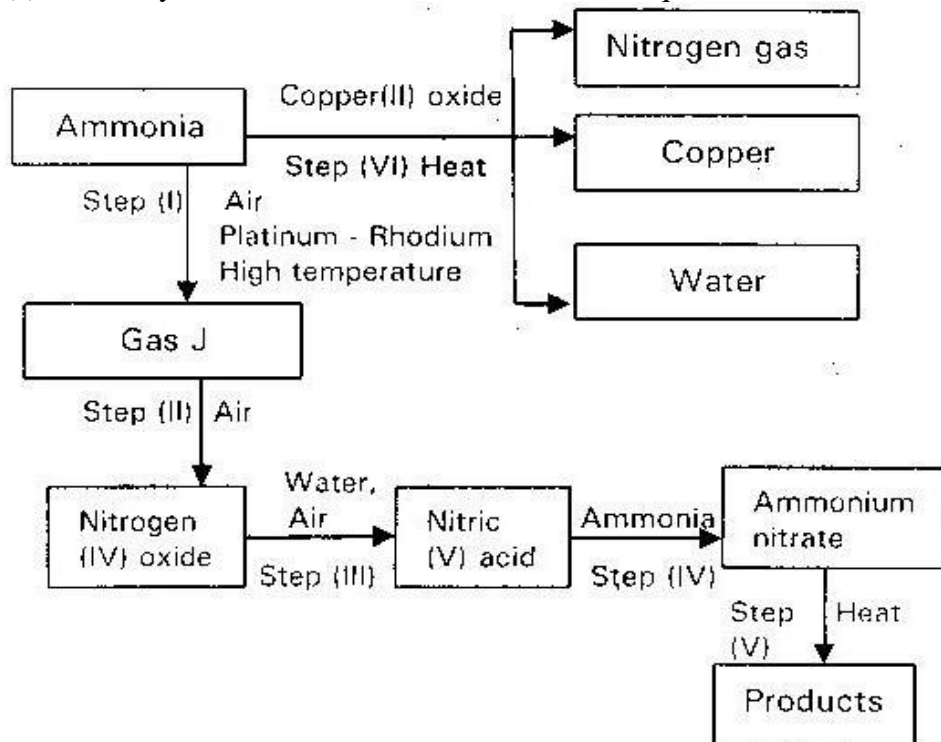 Nitrogen gas
Copper(II) oxide
Ammonia
Copper
Step (VI) Heat
Step (I)
Air
Platinum - Rhodium
High temperature
Water
Gas J
Step (II)
Air
Water,
Air
Step (III)
Nitrogen
(IV) oxide
Nitric
(V) acid
Ammonia
Step (IV)
Ammonium
nitrate
Step
(V)
Heat
Products